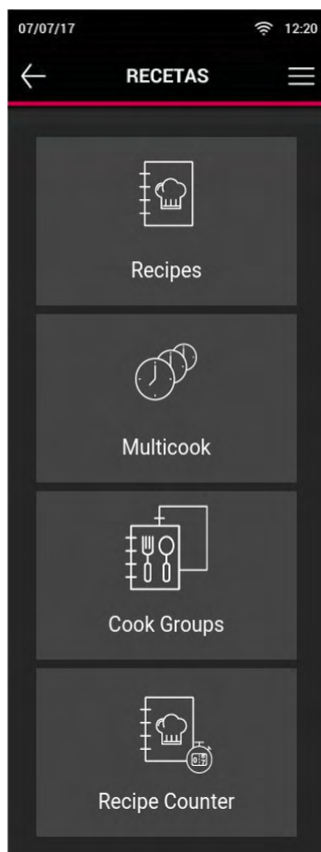 07/07/17 12:20
RECETAS
Recipes
Multicook
Cook Groups
Recipe Counter